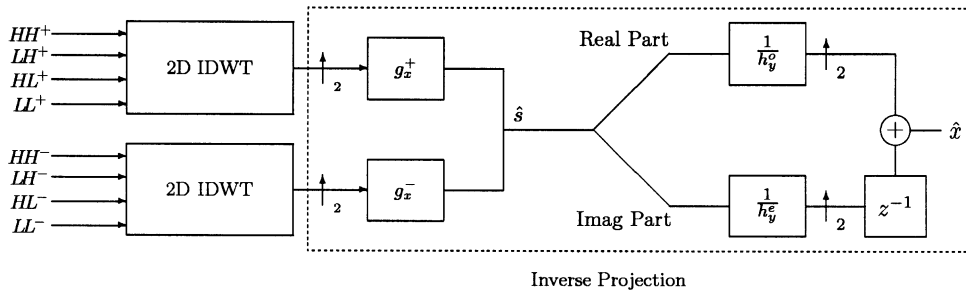 HH⁺
LH⁺
HL⁺
LL⁺
2D IDWT
2
g_x^+
Real Part
1/h_y^o
2
ŝ
+
x̂
HH⁻
LH⁻
HL⁻
LL⁻
2D IDWT
2
g_x^-
Imag Part
1/h_y^e
2
z⁻¹
Inverse Projection